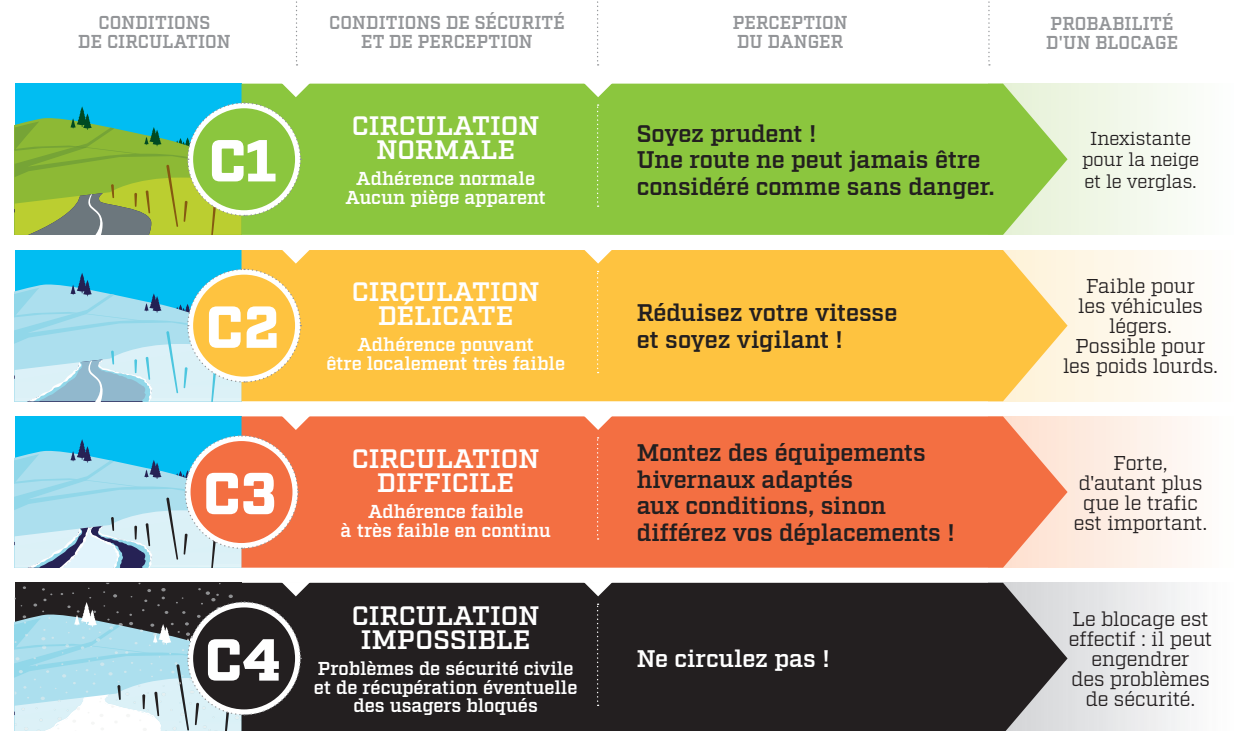 CONDITIONS
DE CIRCULATION
CONDITIONS DE SÉCURITÉ
ET DE PERCEPTION
PERCEPTION
DU DANGER
PROBABILITÉ
D'UN BLOCAGE
C1
CIRCULATION
NORMALE
Adhérence normale
Aucun piège apparent
Soyez prudent !
Une route ne peut jamais être
considéré comme sans danger.
Inexistante
pour la neige
et le verglas.
C2
CIRCULATION
DÉLICATE
Adhérence pouvant
être localement très faible
Réduisez votre vitesse
et soyez vigilant !
Faible pour
les véhicules
légers.
Possible pour
les poids lourds.
C3
CIRCULATION
DIFFICILE
Adhérence faible
à très faible en continu
Montez des équipements
hivernaux adaptés
aux conditions, sinon
différez vos déplacements !
Forte,
d'autant plus
que le trafic
est important.
C4
CIRCULATION
IMPOSSIBLE
Problèmes de sécurité civile
et de récupération éventuelle
des usagers bloqués
Ne circulez pas !
Le blocage est
effectif : il peut
engendrer
des problèmes
de sécurité.